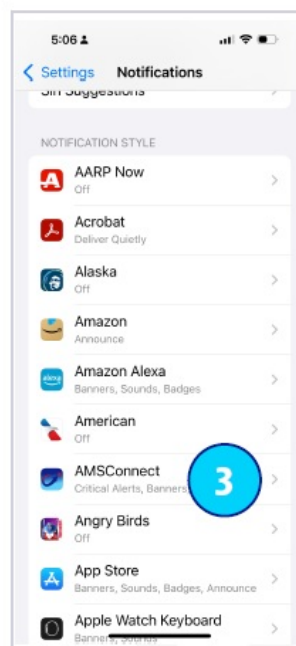 5:06
Settings Notifications
Siri Suggestions
NOTIFICATION STYLE
AARP Now
Off
Acrobat
Deliver Quietly
Alaska
Off
Amazon
Announce
Amazon Alexa
Banners, Sounds, Badges
American
Off
AMSConnect
Critical Alerts, Banners
3
Angry Birds
Off
App Store
Banners, Sounds, Badges, Announce
Apple Watch Keyboard
Banners, Sounds